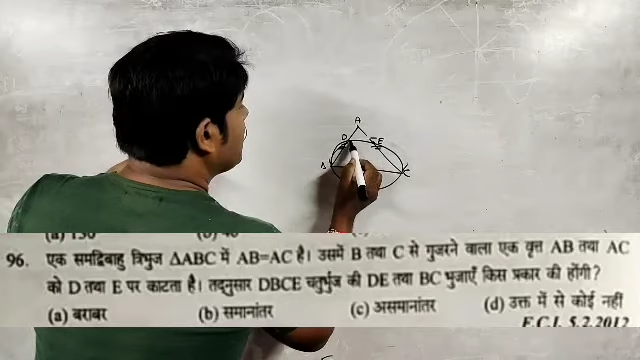 A
D
E
B
C
96. एक समद्विबाहु त्रिभुज ΔABC में AB=AC है। उसमें B तथा C से गुजरने वाला एक वृत्त AB तथा AC
को D तथा E पर काटता है। तद्नुसार DBCE चतुर्भुज की DE तथा BC भुजाएँ किस प्रकार की होंगी?
(a) बराबर (b) समानांतर (c) असमानांतर (d) उक्त में से कोई नहीं
F.C.I. 5.2.2012